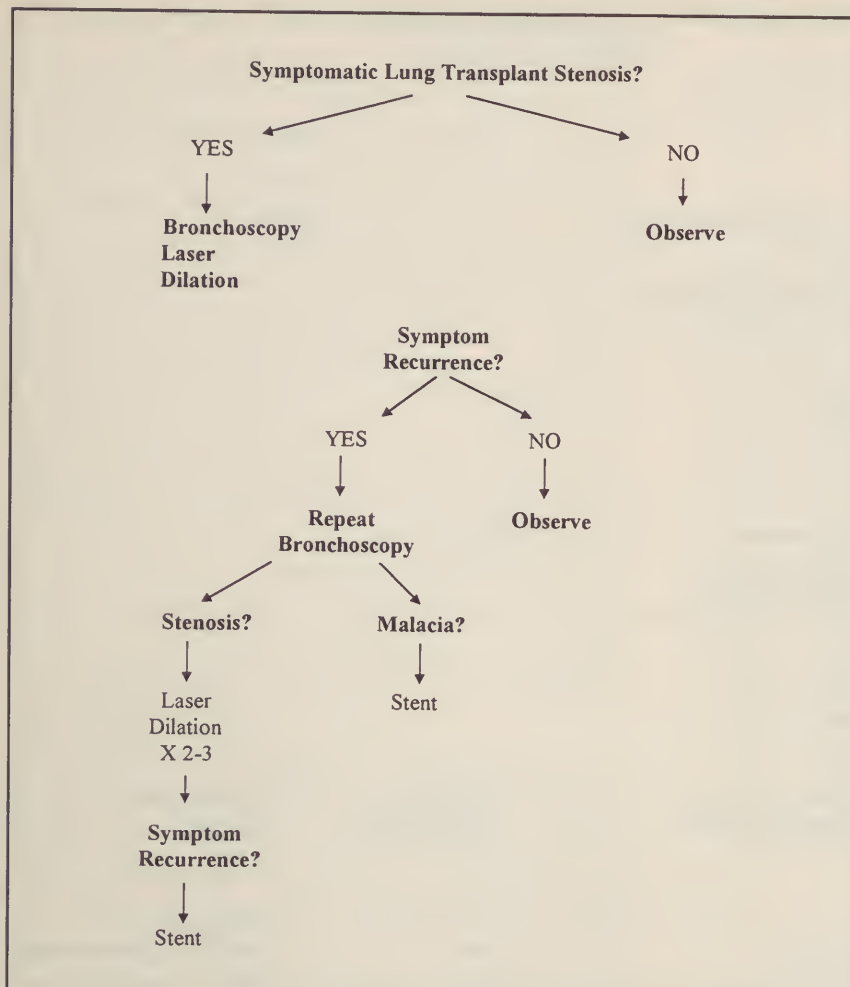 Symptomatic Lung Transplant Stenosis?
YES
NO
Bronchoscopy
Laser
Dilation
Observe
Symptom
Recurrence?
YES
NO
Repeat
Bronchoscopy
Observe
Stenosis?
Malacia?
Laser
Dilation
X 2-3
Stent
Symptom
Recurrence?
Stent